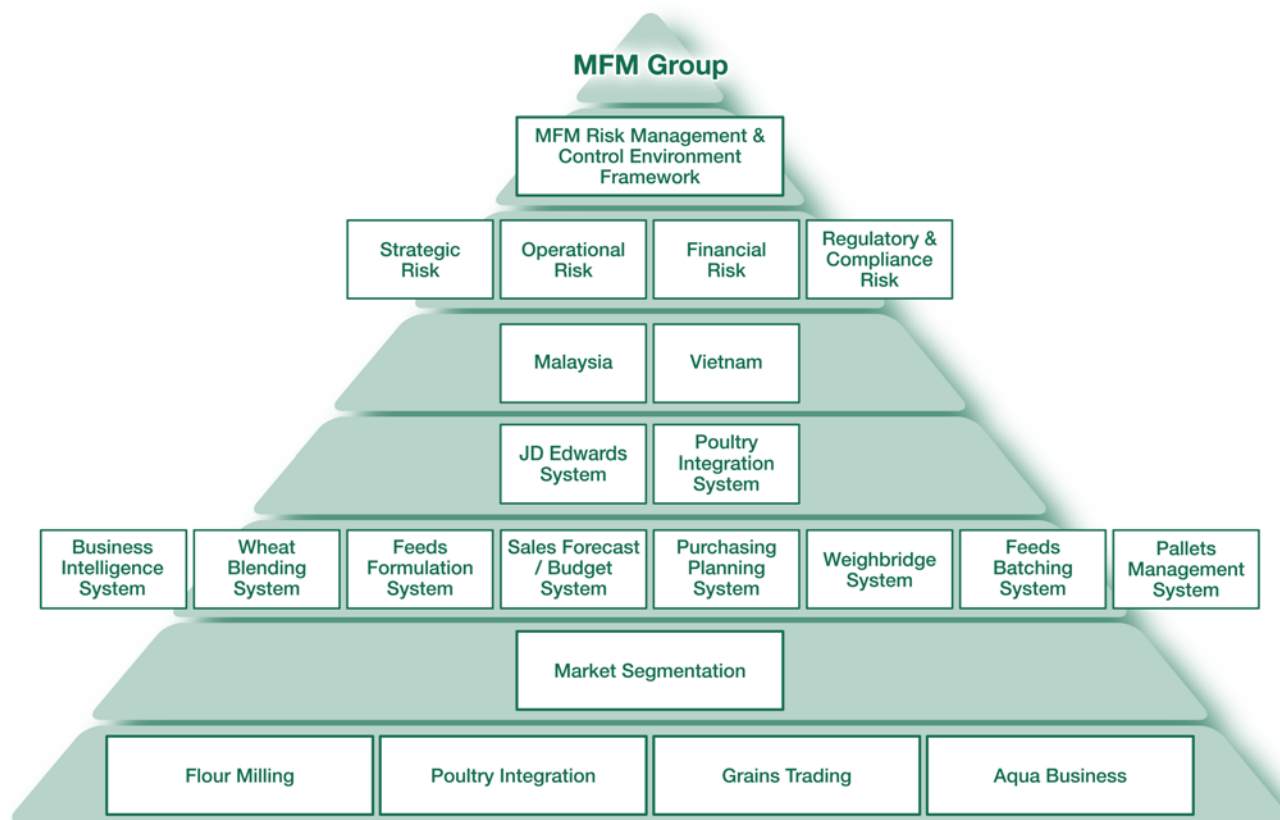 MFM Group
MFM Risk Management &
Control Environment
Framework
Strategic
Risk
Operational
Risk
Financial
Risk
Regulatory &
Compliance
Risk
Malaysia
Vietnam
JD Edwards
System
Poultry
Integration
System
Business
Intelligence
System
Wheat
Blending
System
Feeds
Formulation
System
Sales Forecast
/ Budget
System
Purchasing
Planning
System
Weighbridge
System
Feeds
Batching
System
Pallets
Management
System
Market Segmentation
Flour Milling
Poultry Integration
Grains Trading
Aqua Business